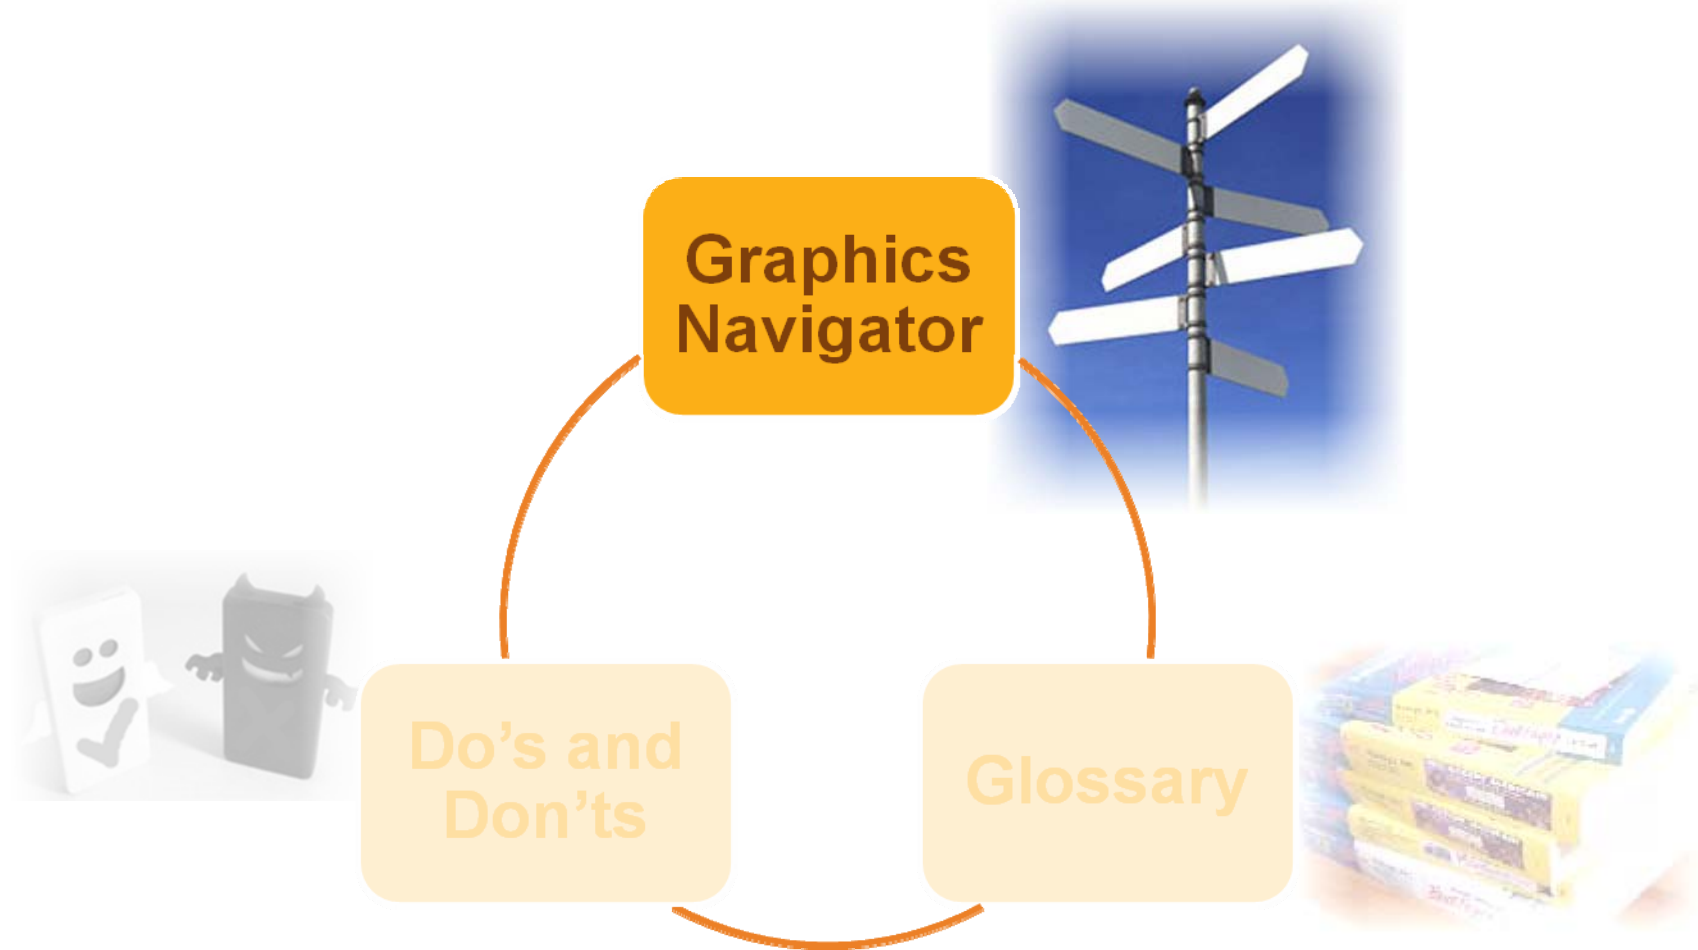 Graphics
Navigator
Do’s and
Don’ts
Glossary